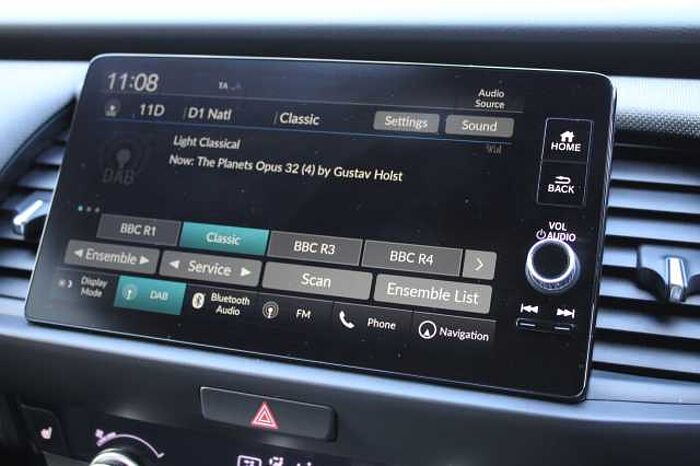 11:08 TA
Audio Source
11D D1 Natl Classic Settings Sound
Light Classical
Now: The Planets Opus 32 (4) by Gustav Holst
DAB
HOME
BACK
VOL
AUDIO
BBC R1 Classic BBC R3 BBC R4
Ensemble Service Scan Ensemble List
Display Mode DAB Bluetooth Audio FM Phone Navigation